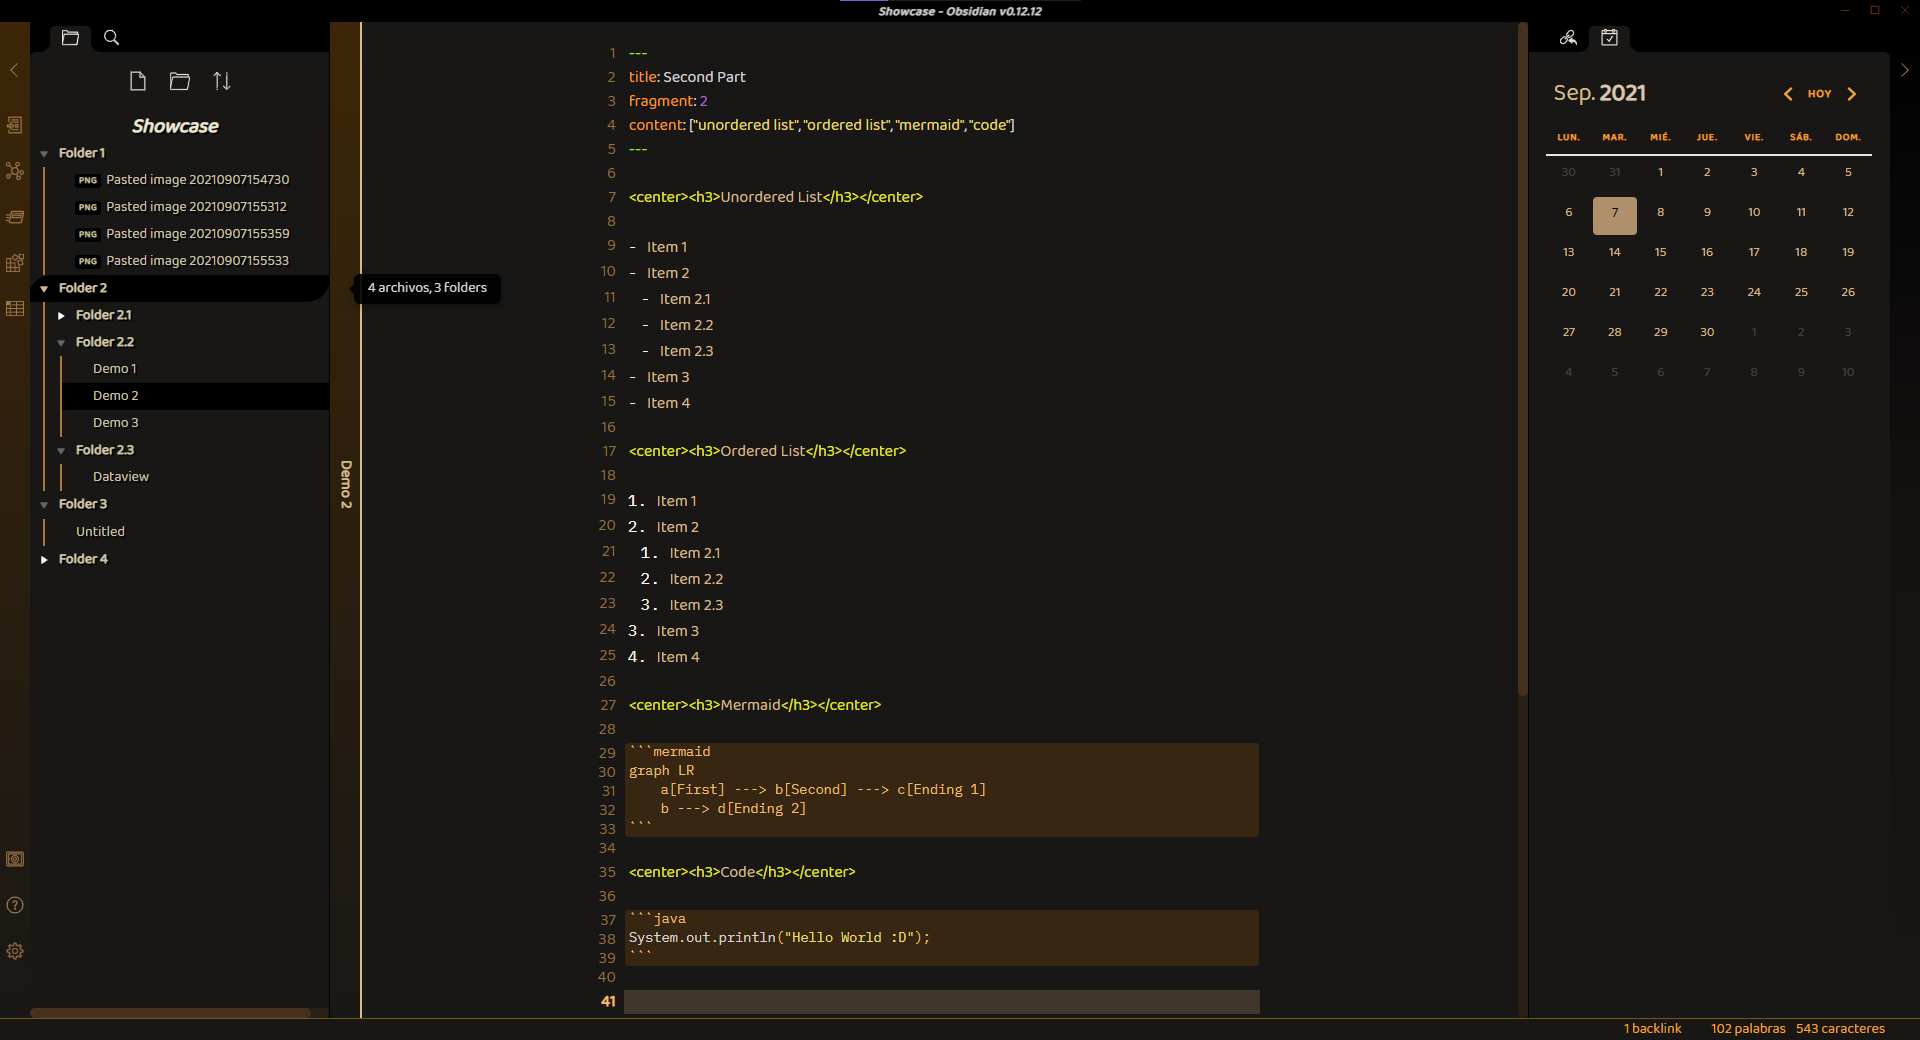 Showcase - Obsidian v0.12.12
Showcase
Folder 1
PNG Pasted image 20210907154730
PNG Pasted image 20210907155312
PNG Pasted image 20210907155359
PNG Pasted image 20210907155533
Folder 2
4 archivos, 3 folders
Folder 2.1
Folder 2.2
Demo 1
Demo 2
Demo 3
Folder 2.3
Dataview
Folder 3
Untitled
Folder 4
Demo 2
1 ---
2 title: Second Part
3 fragment: 2
4 content: ["unordered list","ordered list","mermaid","code"]
5 ---
6
7 <center><h3>Unordered List</h3></center>
8
9 - Item 1
10 - Item 2
11 - Item 2.1
12 - Item 2.2
13 - Item 2.3
14 - Item 3
15 - Item 4
16
17 <center><h3>Ordered List</h3></center>
18
19 1. Item 1
20 2. Item 2
21 1. Item 2.1
22 2. Item 2.2
23 3. Item 2.3
24 3. Item 3
25 4. Item 4
26
27 <center><h3>Mermaid</h3></center>
28
29 ```mermaid
30 graph LR
31 a[First] ---> b[Second] ---> c[Ending 1]
32 b ---> d[Ending 2]
33 ```
34
35 <center><h3>Code</h3></center>
36
37 ```java
38 System.out.println("Hello World :D");
39 ```
40
41
Sep. 2021
HOY
LUN. MAR. MIÉ. JUE. VIE. SÁB. DOM.
30 31 1 2 3 4 5
6 7 8 9 10 11 12
13 14 15 16 17 18 19
20 21 22 23 24 25 26
27 28 29 30 1 2 3
4 5 6 7 8 9 10
1 backlink 102 palabras 543 caracteres